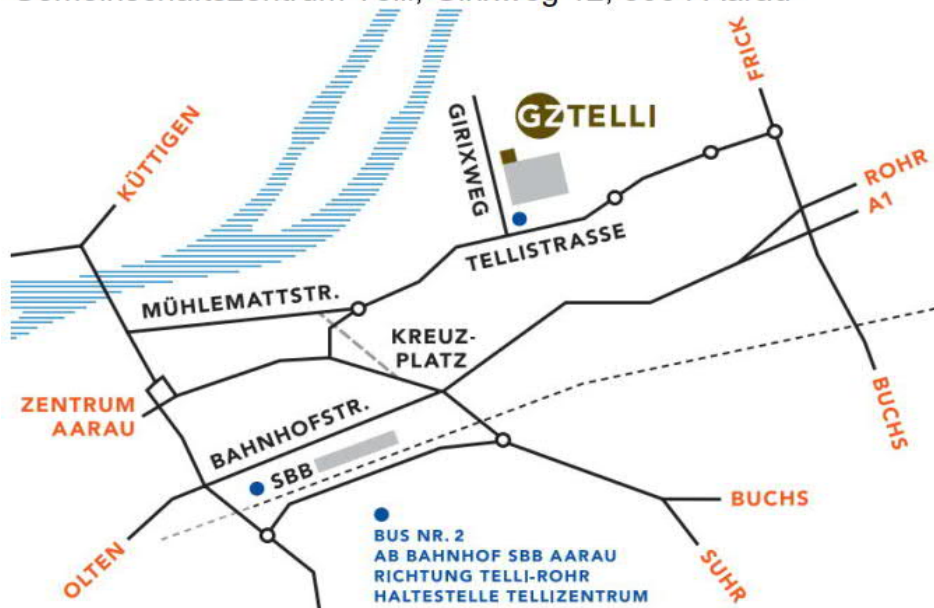 FRICK
KÜTTIGEN
GIRIXWEG
GZTELLI
ROHR
A1
TELLISTRASSE
MÜHLEMATTSTR.
KREUZ-
PLATZ
ZENTRUM
AARAU
BAHNHOFSTR.
SBB
BUCHS
BUCHS
OLTEN
SUHR
BUS NR. 2
AB BAHNHOF SBB AARAU
RICHTUNG TELLI-ROHR
HALTESTELLE TELLIZENTRUM